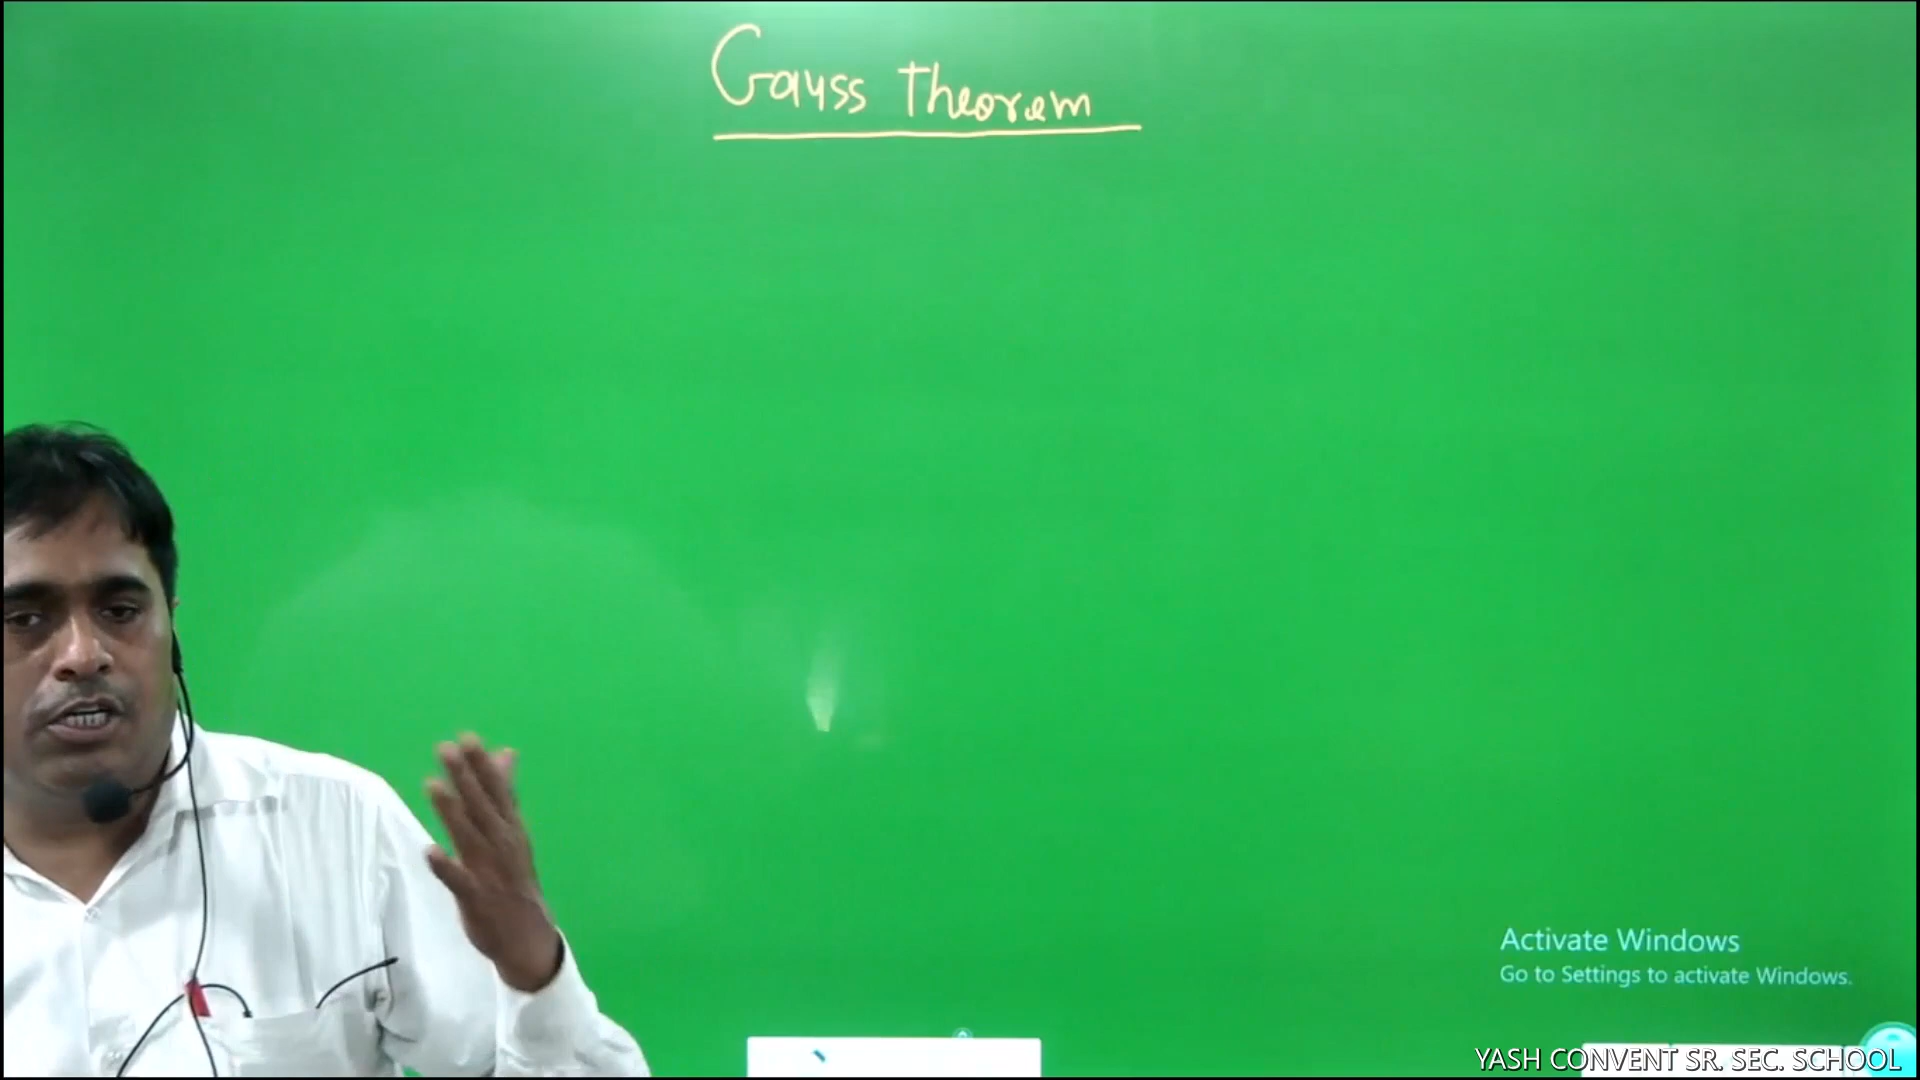 Gauss Theorem
Activate Windows
Go to Settings to activate Windows.
YASH CONVENT SR. SEC. SCHOOL